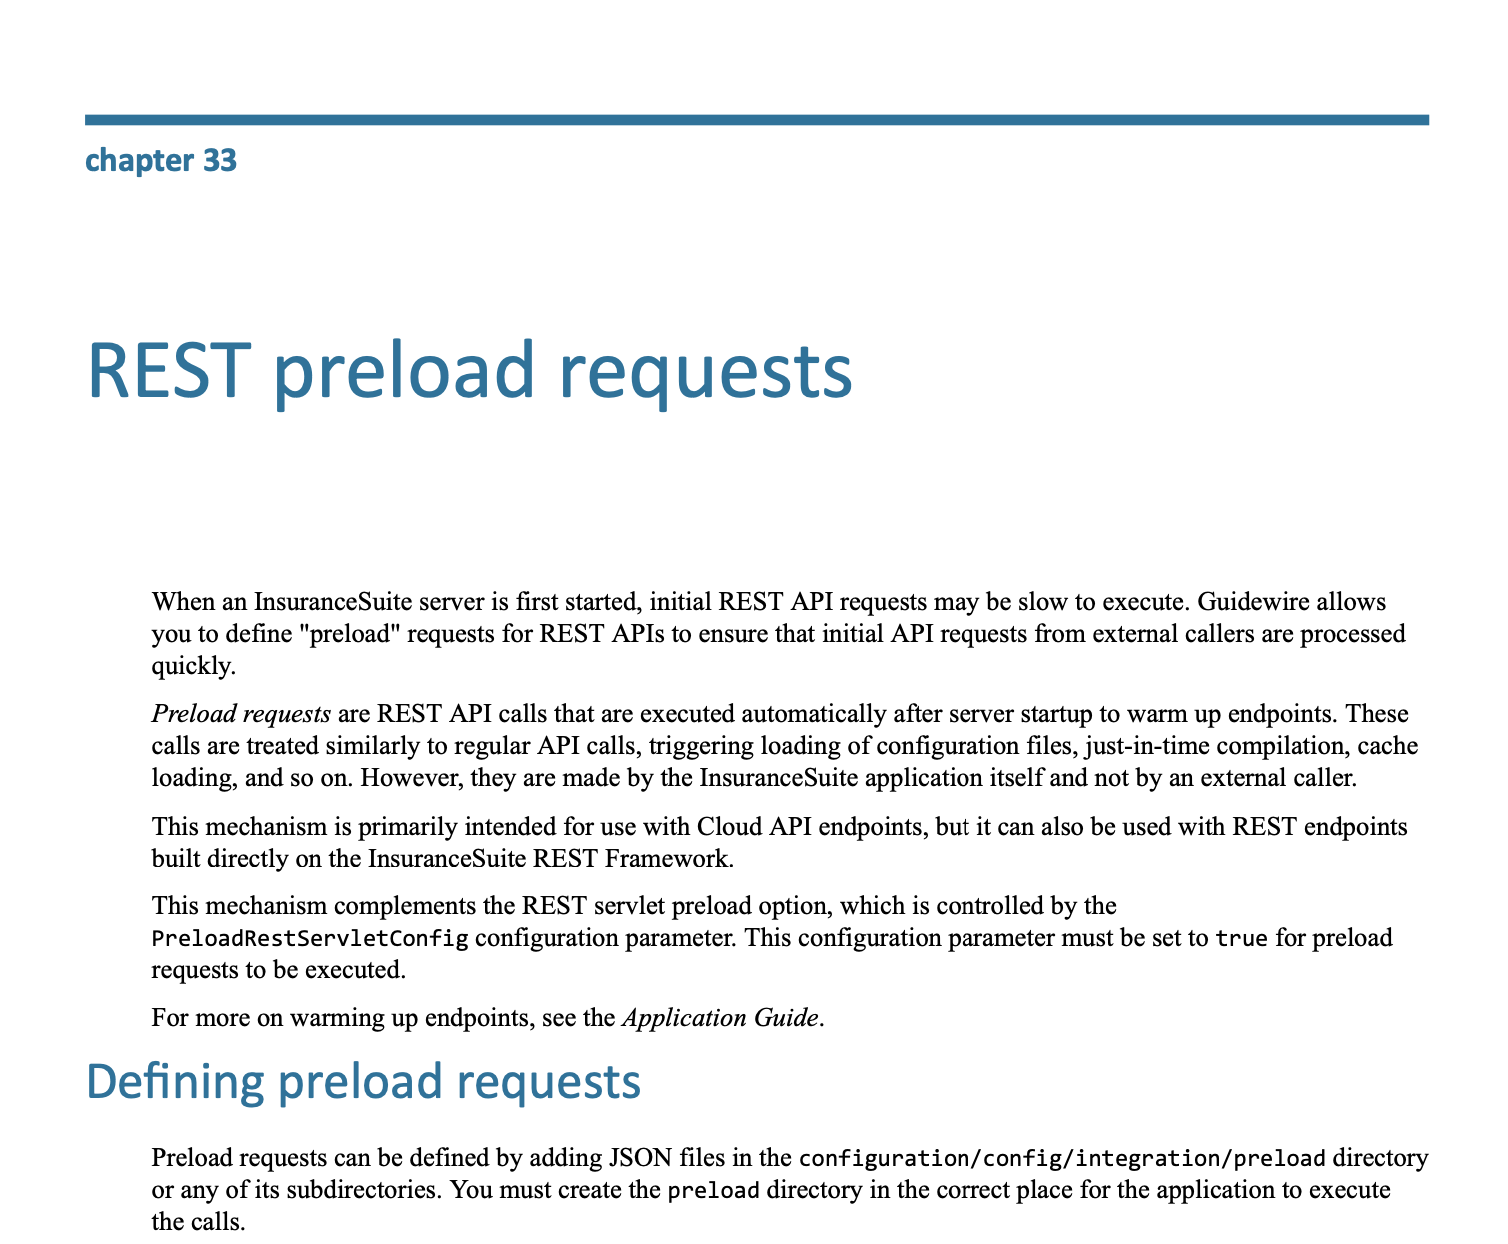 chapter 33
REST preload requests
When an InsuranceSuite server is first started, initial REST API requests may be slow to execute. Guidewire allows
you to define "preload" requests for REST APIs to ensure that initial API requests from external callers are processed
quickly.
Preload requests are REST API calls that are executed automatically after server startup to warm up endpoints. These
calls are treated similarly to regular API calls, triggering loading of configuration files, just-in-time compilation, cache
loading, and so on. However, they are made by the InsuranceSuite application itself and not by an external caller.
This mechanism is primarily intended for use with Cloud API endpoints, but it can also be used with REST endpoints
built directly on the InsuranceSuite REST Framework.
This mechanism complements the REST servlet preload option, which is controlled by the
PreloadRestServletConfig configuration parameter. This configuration parameter must be set to true for preload
requests to be executed.
For more on warming up endpoints, see the Application Guide.
Defining preload requests
Preload requests can be defined by adding JSON files in the configuration/config/integration/preload directory
or any of its subdirectories. You must create the preload directory in the correct place for the application to execute
the calls.